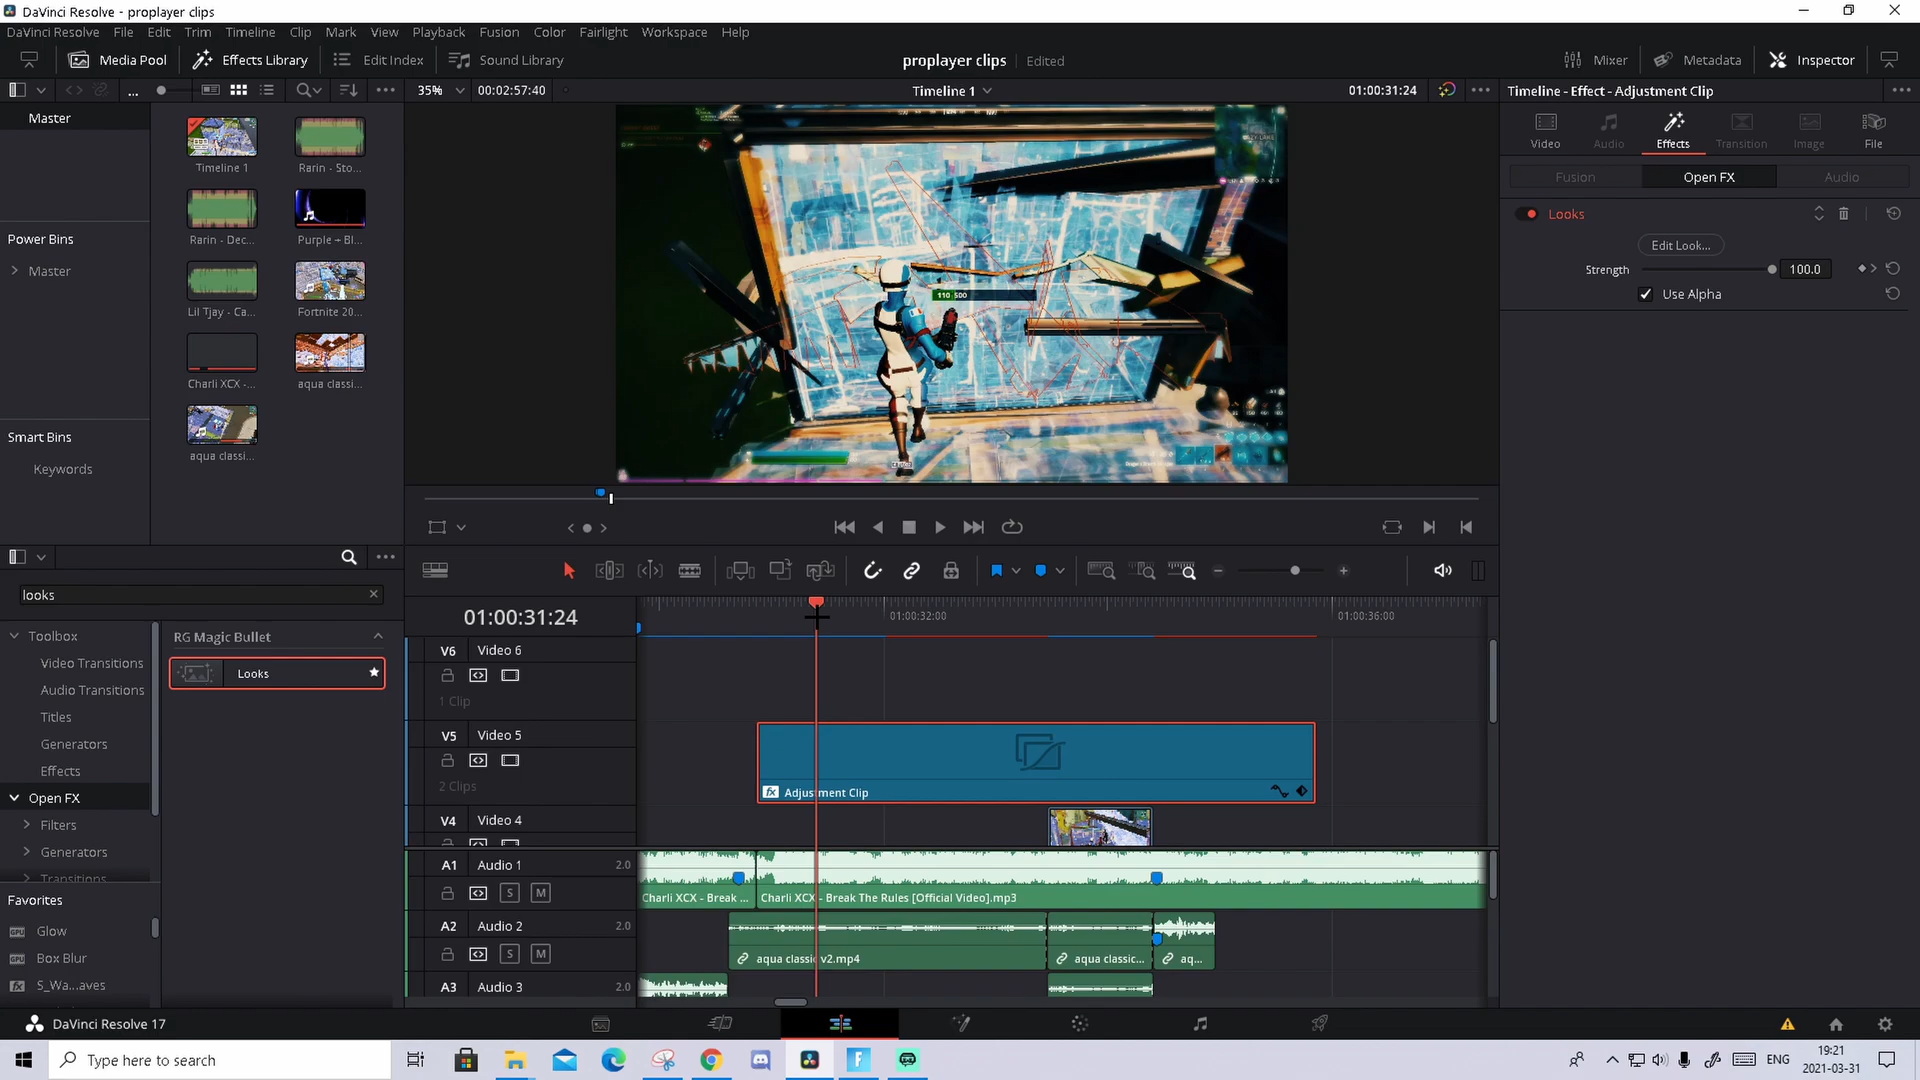 DaVinci Resolve - proplayer clips
DaVinci Resolve File Edit Trim Timeline Clip Mark View Playback Fusion Color Fairlight Workspace Help
Media Pool Effects Library Edit Index Sound Library proplayer clips Edited Mixer Metadata Inspector
... 35% 00:02:57:40 Timeline 1 01:00:31:24 Timeline - Effect - Adjustment Clip
Master
Timeline 1 Rarin - Sto...
Rarin - Dec... Purple + Bl...
Lil Tjay - Ca... Fortnite 20...
Charli XCX -... aqua classi...
aqua classi...
Power Bins
Master
Smart Bins
Keywords
110 500
Video Audio Effects Transition Image File
Fusion Open FX Audio
Looks
Edit Look...
Strength 100.0
Use Alpha
looks
Toolbox
Video Transitions
Audio Transitions
Titles
Generators
Effects
Open FX
Filters
Generators
Transitions
Favorites
Glow
Box Blur
S_Wa...aves
RG Magic Bullet
Looks
01:00:31:24 01:00:32:00 01:00:36:00
V6 Video 6
1 Clip
V5 Video 5
2 Clips
fx Adjustment Clip
V4 Video 4
A1 Audio 1 2.0
S M
Charli XCX - Break ... Charli XCX - Break The Rules [Official Video].mp3
A2 Audio 2 2.0
S M
aqua classic v2.mp4 aqua classic... aq...
A3 Audio 3 2.0
DaVinci Resolve 17
Type here to search
ENG
19:21
2021-03-31